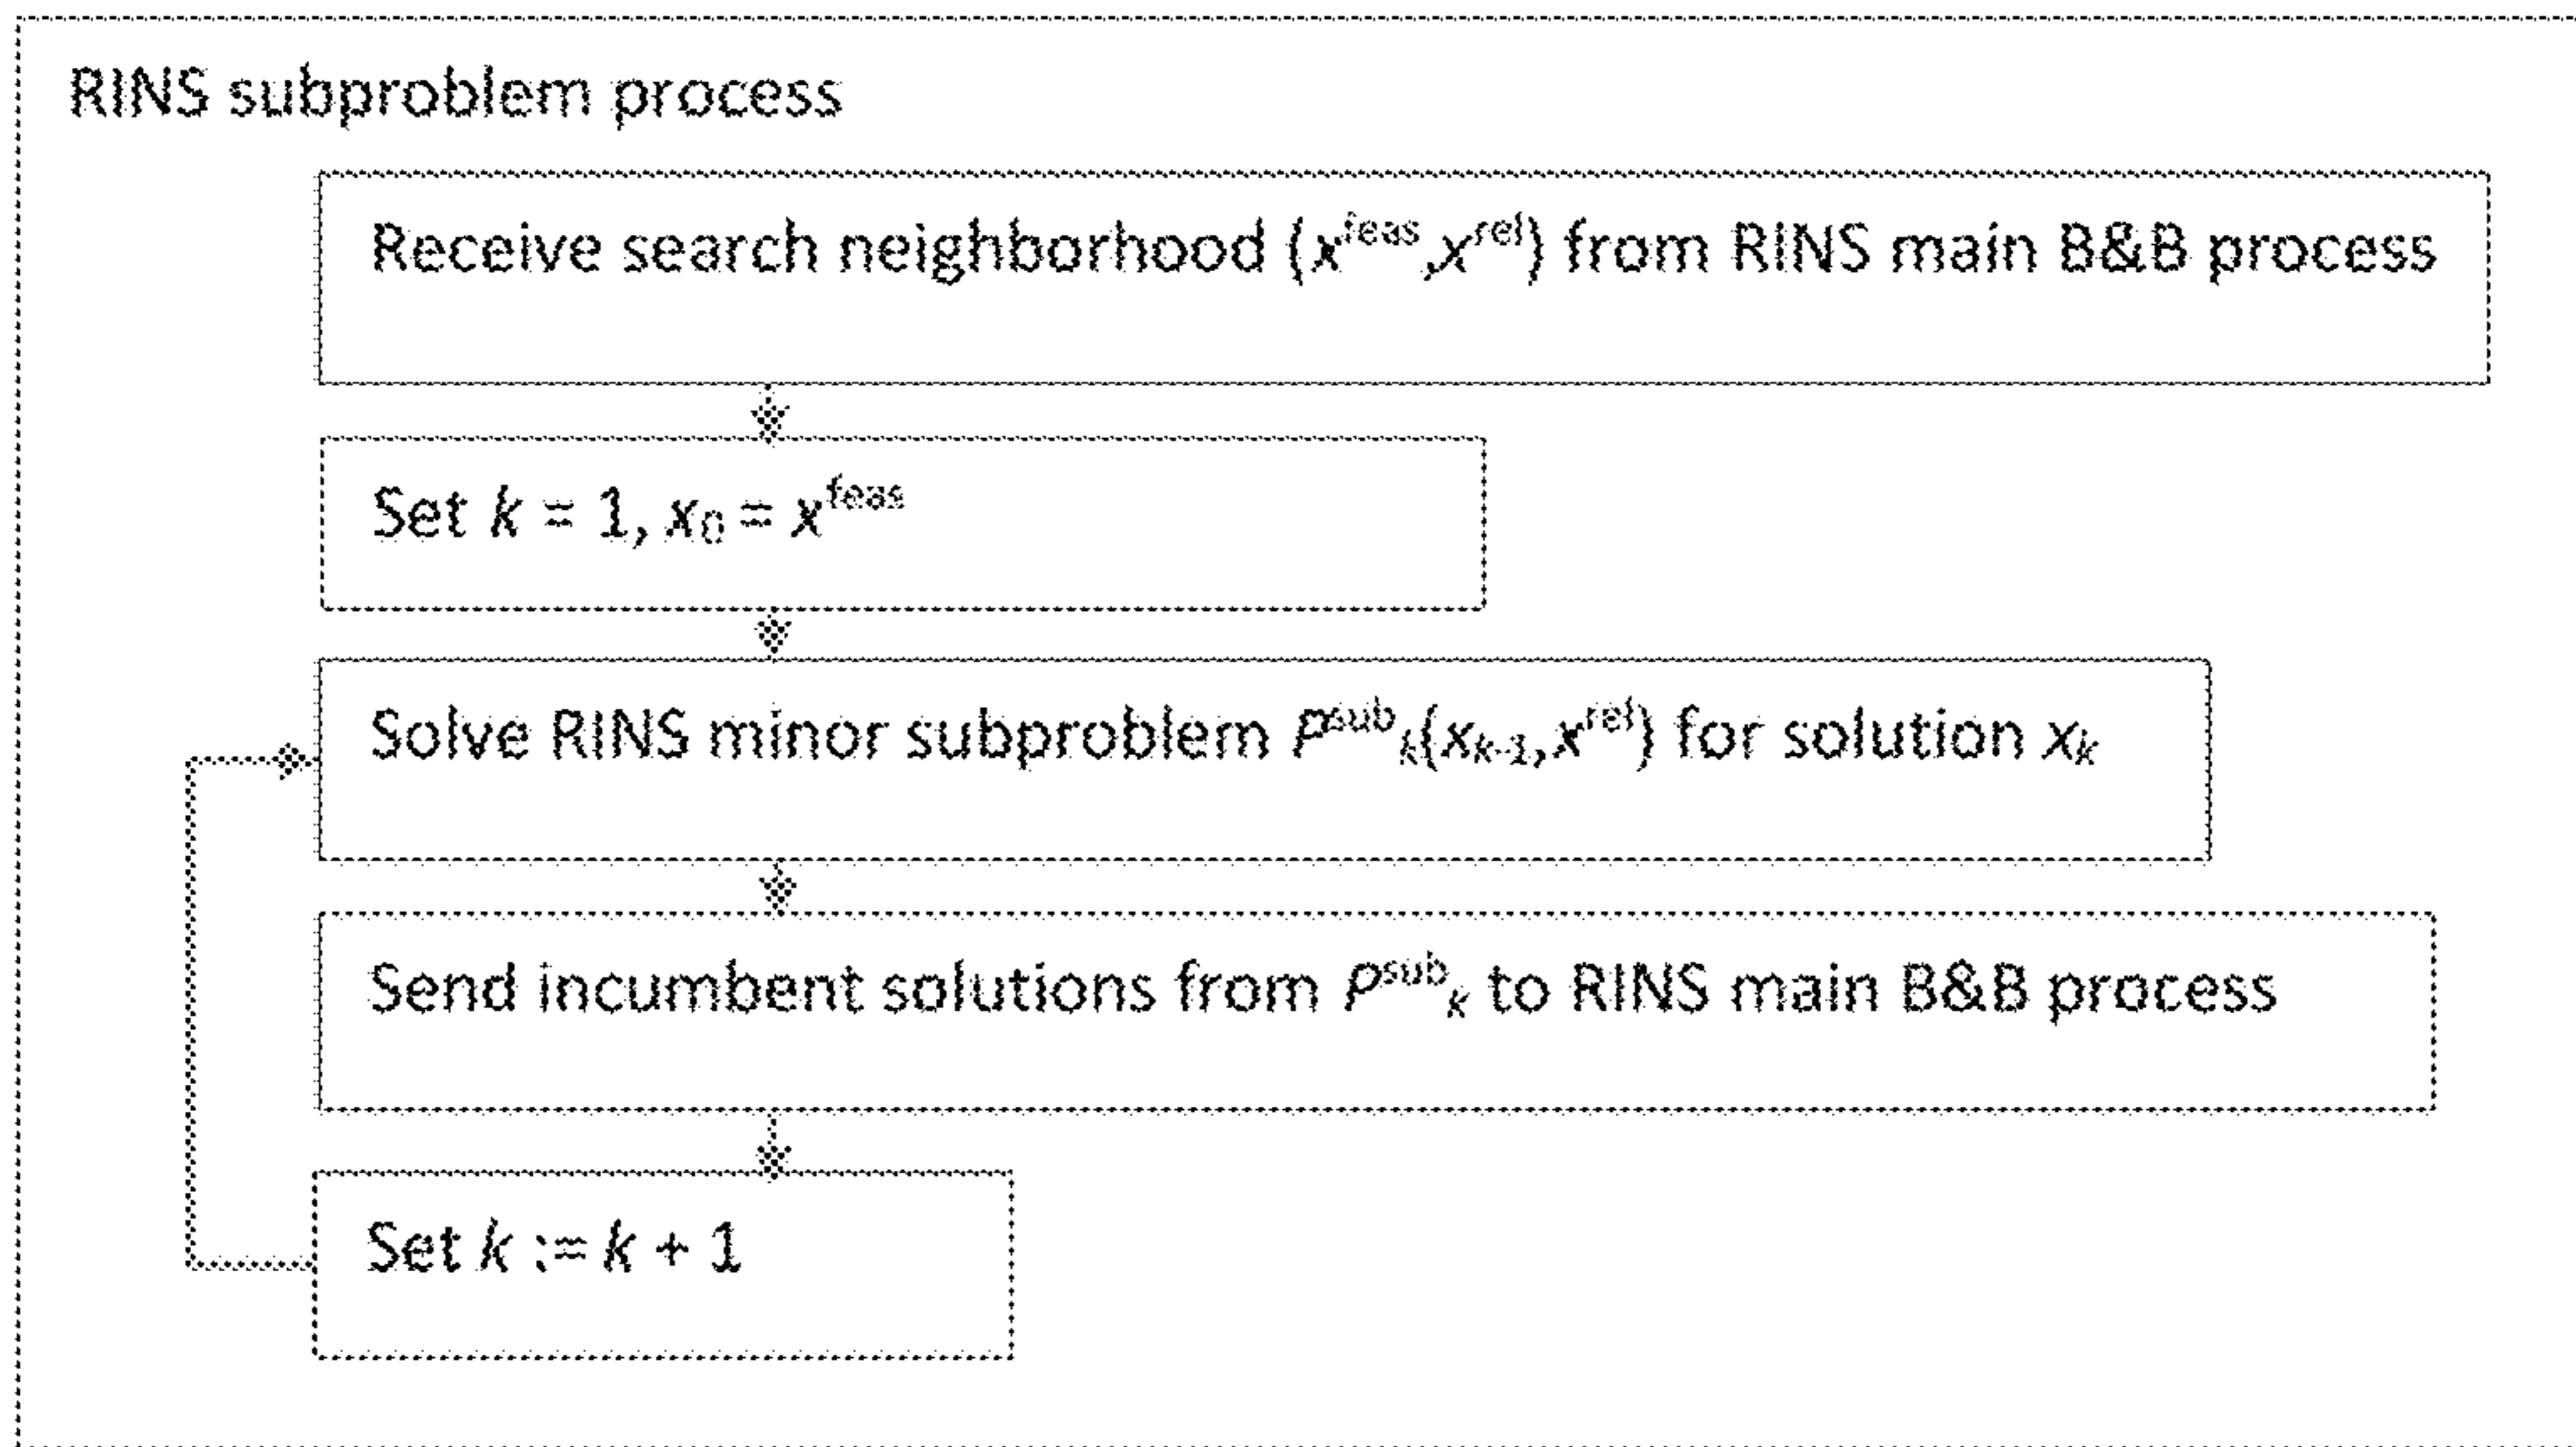 RINS subproblem process
Receive search neighborhood (x^feas,x^rel) from RINS main B&B process
Set k = 1, x_0 = x^feas
Solve RINS minor subproblem P^sub_k(x_k-1,x^rel) for solution x_k
Send incumbent solutions from P^sub_k to RINS main B&B process
Set k := k + 1